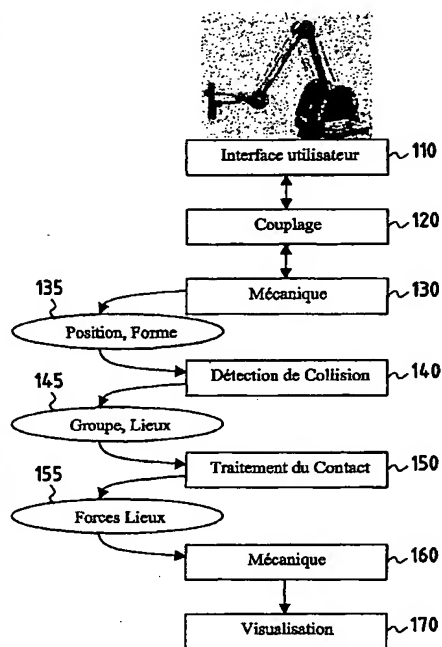 Interface utilisateur 110
Couplage 120
135
Mécanique 130
Position, Forme
145
Détection de Collision 140
Groupe, Lieux
155
Traitement du Contact 150
Forces Lieux
Mécanique 160
Visualisation 170